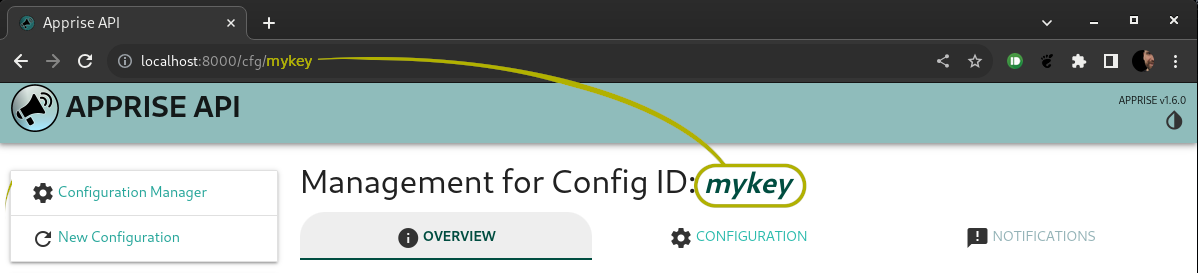 Apprise API
localhost:8000/cfg/mykey
APPRISE API
APPRISE v1.6.0
Configuration Manager
New Configuration
Management for Config ID: mykey
OVERVIEW
CONFIGURATION
NOTIFICATIONS